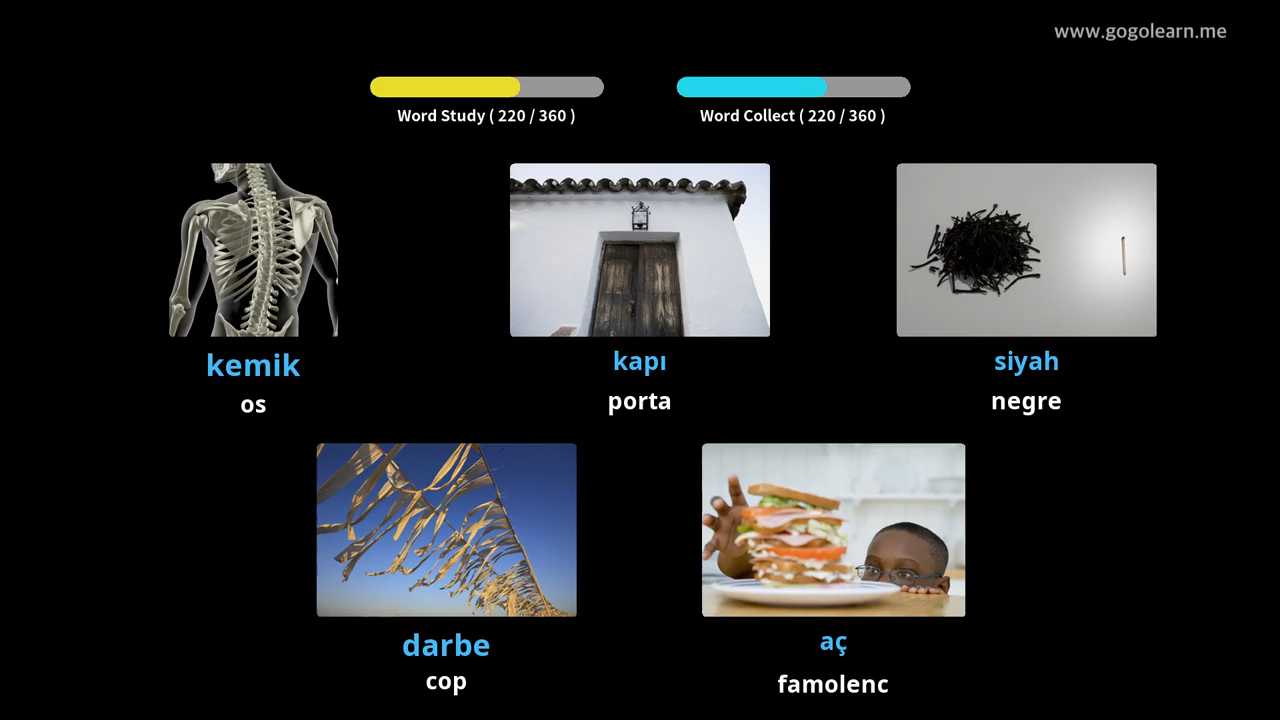 www.gogolearn.me
Word Study ( 220 / 360 )
Word Collect ( 220 / 360 )
kemik
os
kapı
porta
siyah
negre
darbe
cop
aç
famolenc